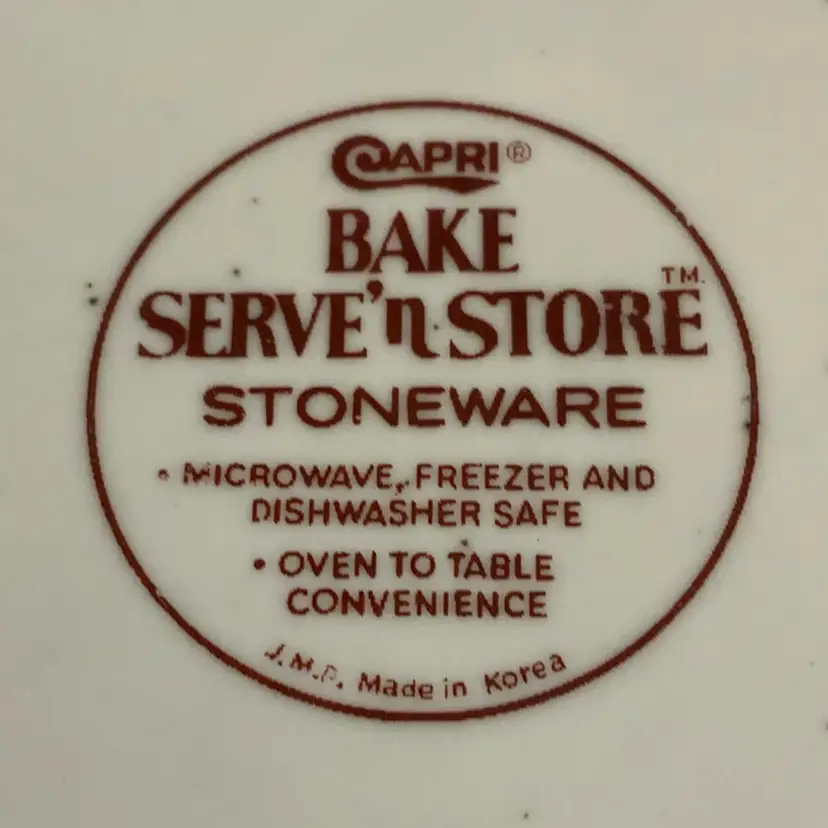 CAPRI®
BAKE
SERVE'n STORE™
STONEWARE
• MICROWAVE, FREEZER AND
DISHWASHER SAFE
• OVEN TO TABLE
CONVENIENCE
J.M.P. Made in Korea